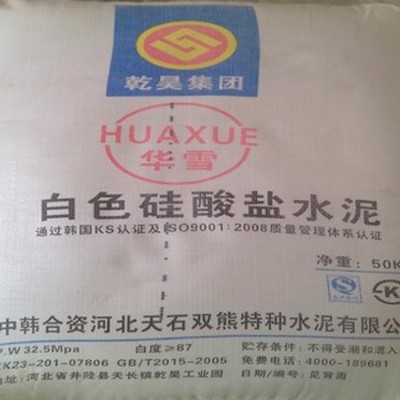 乾昊集团
HUAXUE
华雪
白色硅酸盐水泥
通过韩国KS认证及ISO9001:2008质量管理体系认证
净重:50K
中韩合资河北天石双熊特种水泥有限公
P.W 32.5Mpa 白度≥87 贮存条件:不得受潮和混入
XK23-201-07806 GB/T2015-2005 免费电话:4000-189681
地址:河北省井陉县天长镇乾昊工业园 日期/编号:见背面